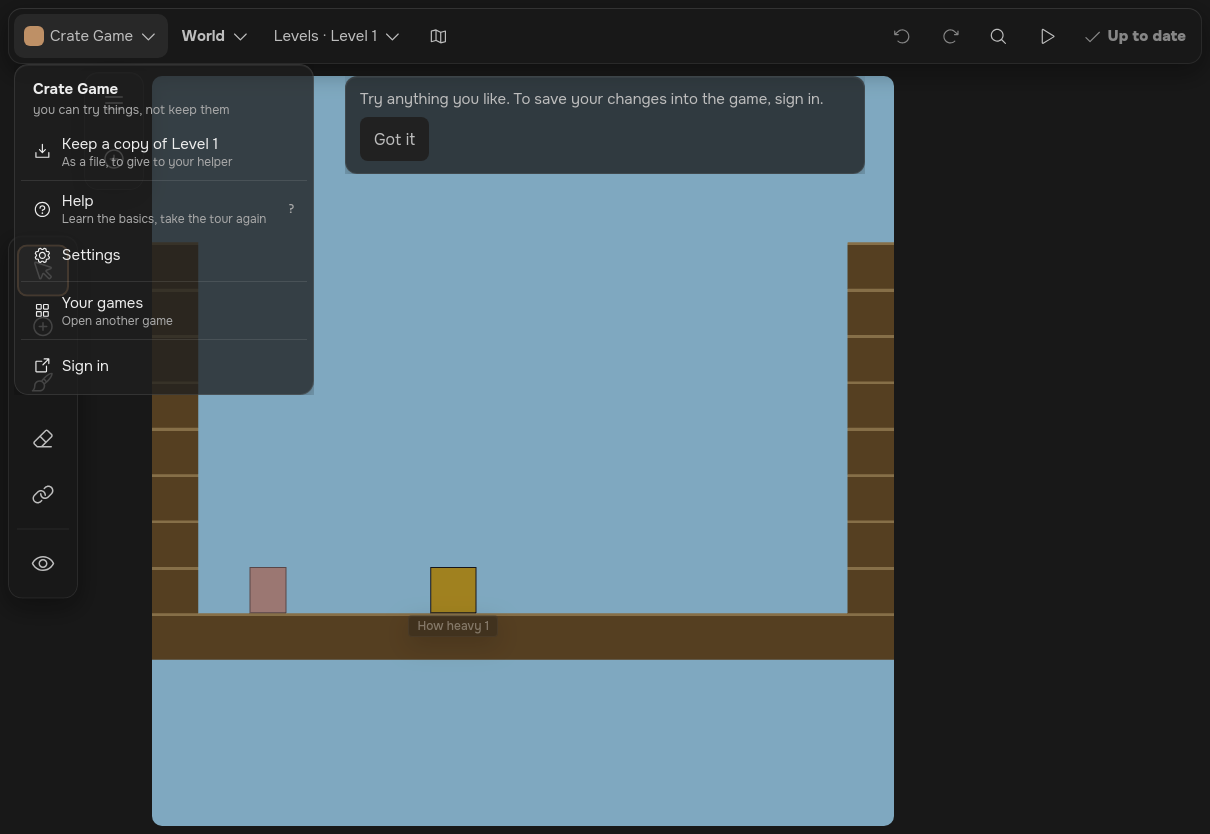 Crate Game
World
Levels · Level 1
Up to date
Crate Game
you can try things, not keep them
Keep a copy of Level 1
As a file, to give to your helper
Help
Learn the basics, take the tour again
?
Settings
Your games
Open another game
Sign in
Try anything you like. To save your changes into the game, sign in.
Got it
How heavy 1